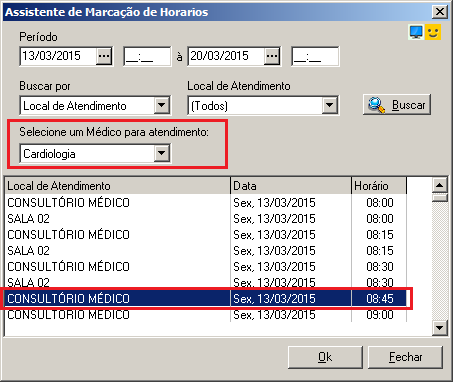 Assistente de Marcação de Horarios
Período
13/03/2015 ... __:__ à 20/03/2015 ... __:__
Buscar por Local de Atendimento
Local de Atendimento (Todos) Buscar
Selecione um Médico para atendimento:
Cardiologia
Local de Atendimento Data Horário
CONSULTÓRIO MÉDICO Sex, 13/03/2015 08:00
SALA 02 Sex, 13/03/2015 08:00
CONSULTÓRIO MÉDICO Sex, 13/03/2015 08:15
SALA 02 Sex, 13/03/2015 08:15
CONSULTÓRIO MÉDICO Sex, 13/03/2015 08:30
SALA 02 Sex, 13/03/2015 08:30
CONSULTÓRIO MÉDICO Sex, 13/03/2015 08:45
CONSULTÓRIO MÉDICO Sex, 13/03/2015 09:00
Ok Fechar